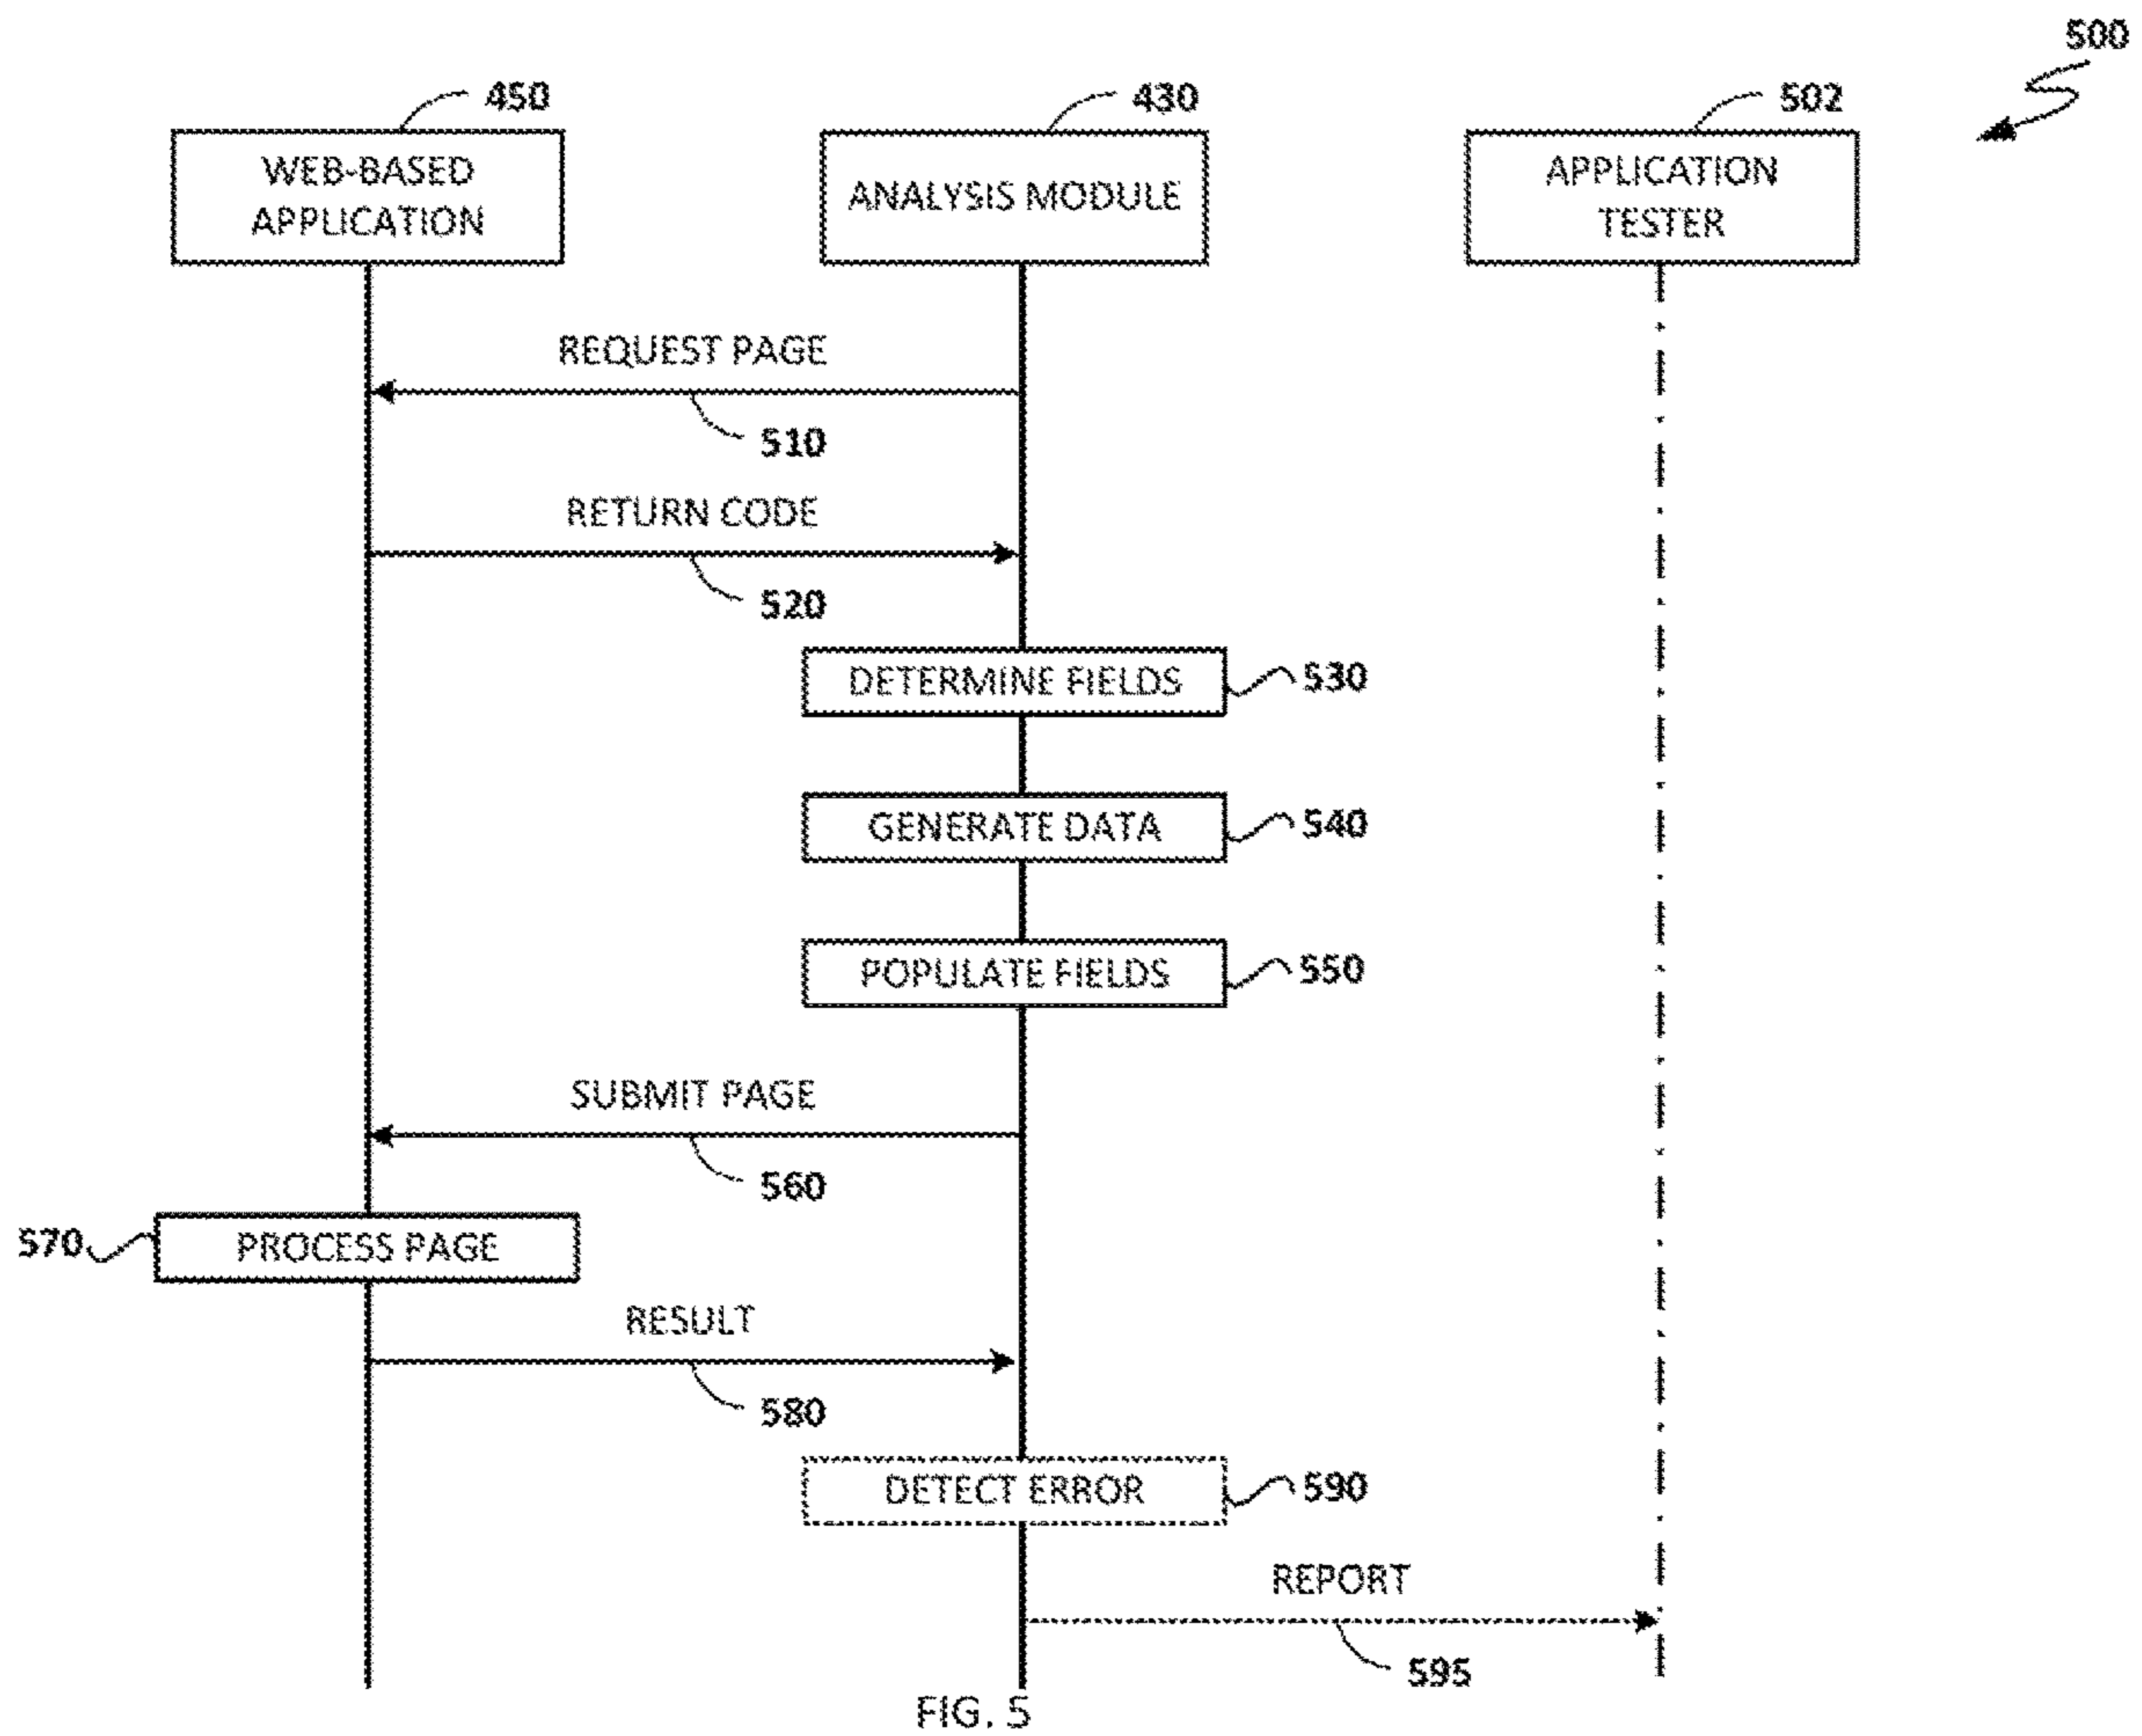 500
450
430
502
WEB-BASED
APPLICATION
ANALYSIS MODULE
APPLICATION
TESTER
REQUEST PAGE
510
RETURN CODE
520
DETERMINE FIELDS
530
GENERATE DATA
540
POPULATE FIELDS
550
SUBMIT PAGE
560
570
PROCESS PAGE
RESULT
580
DETECT ERROR
590
REPORT
595
FIG. 5